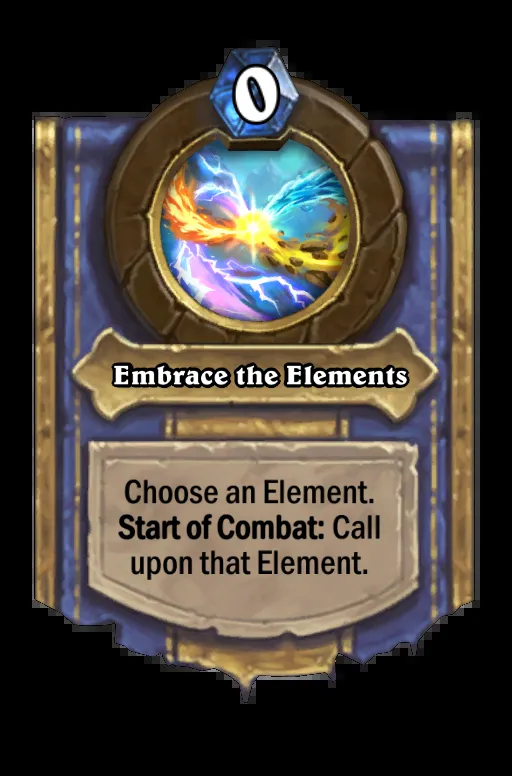 0
Embrace the Elements
Choose an Element.
Start of Combat: Call
upon that Element.